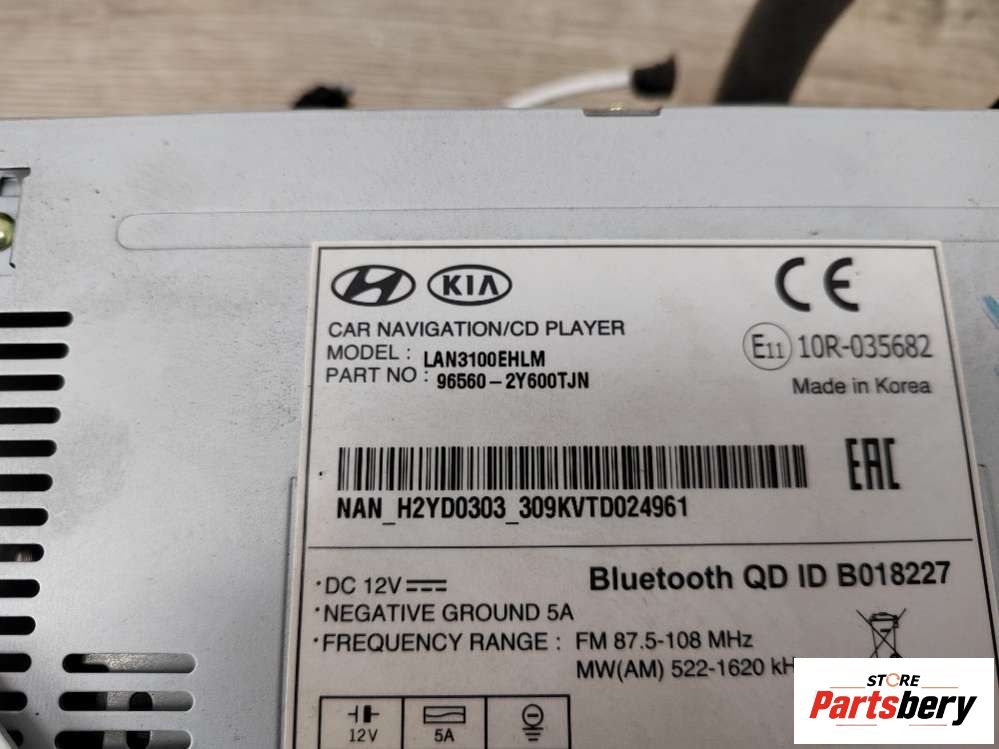 KIA
CE
CAR NAVIGATION/CD PLAYER
MODEL : LAN3100EHLM
PART NO : 96560-2Y600TJN
E11 10R-035682
Made in Korea
EAC
NAN_H2YD0303_309KVTD024961
·DC 12V
Bluetooth QD ID B018227
·NEGATIVE GROUND 5A
·FREQUENCY RANGE : FM 87.5-108 MHz
MW(AM) 522-1620 kH
12V
5A
STORE
Partsbery